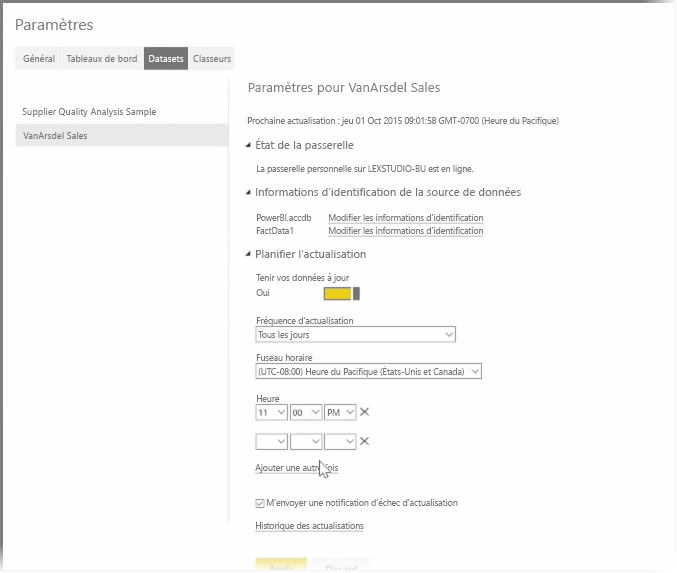 Paramètres
Général Tableaux de bord Datasets Classeurs
Supplier Quality Analysis Sample
VanArsdel Sales
Paramètres pour VanArsdel Sales
Prochaine actualisation : jeu 01 Oct 2015 09:01:58 GMT-0700 (Heure du Pacifique)
État de la passerelle
La passerelle personnelle sur LEXSTUDIO-BU est en ligne.
Informations d'identification de la source de données
PowerBI.accdb Modifier les informations d'identification
FactData1 Modifier les informations d'identification
Planifier l'actualisation
Tenir vos données à jour
Oui
Fréquence d'actualisation
Tous les jours
Fuseau horaire
(UTC-08:00) Heure du Pacifique (États-Unis et Canada)
Heure
11 00 PM
Ajouter une autre fois
M'envoyer une notification d'échec d'actualisation
Historique des actualisations